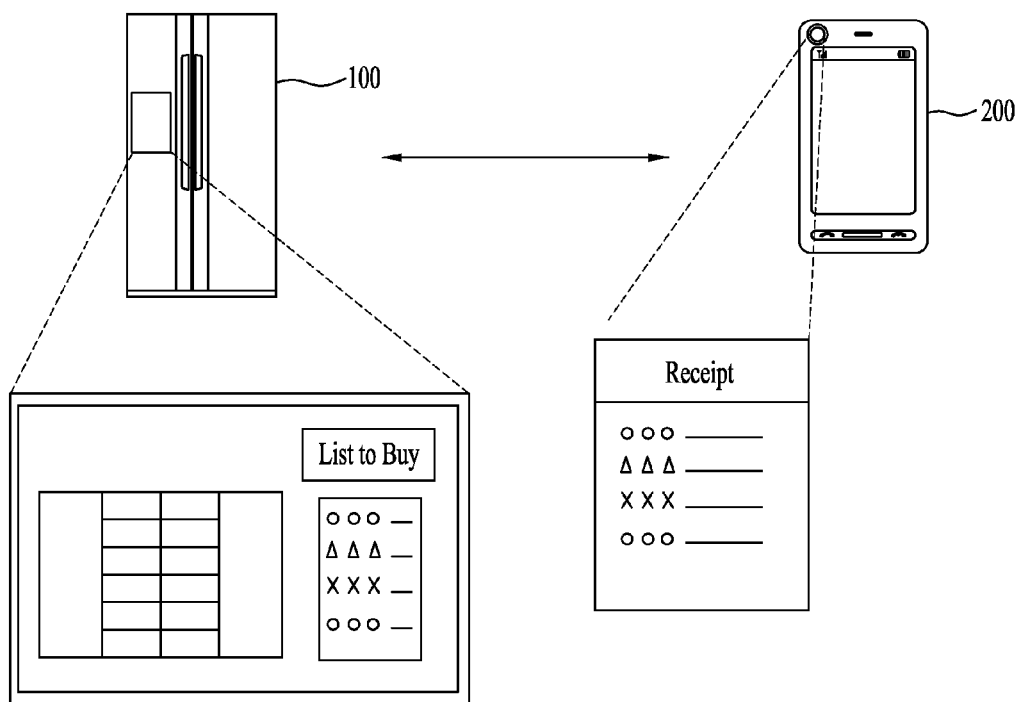 100
200
List to Buy
○ ○ ○
△ △ △
X X X
○ ○ ○
Receipt
○ ○ ○
△ △ △
X X X
○ ○ ○